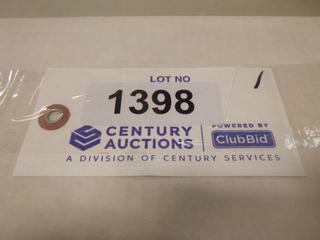 LOT NO
1398
CENTURY
AUCTIONS
POWERED BY
ClubBid
A DIVISION OF CENTURY SERVICES